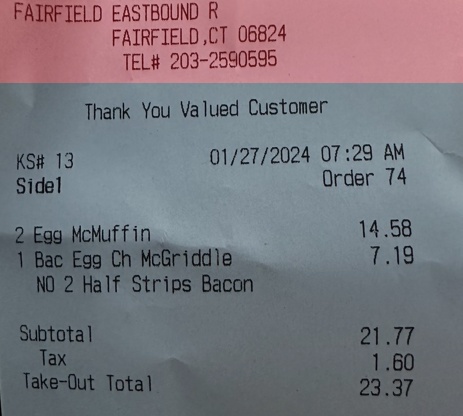 FAIRFIELD EASTBOUND R
FAIRFIELD,CT 06824
TEL# 203-2590595
Thank You Valued Customer
KS# 13 01/27/2024 07:29 AM
Side1 Order 74
2 Egg McMuffin 14.58
1 Bac Egg Ch McGriddle 7.19
NO 2 Half Strips Bacon
Subtotal 21.77
Tax 1.60
Take-Out Total 23.37